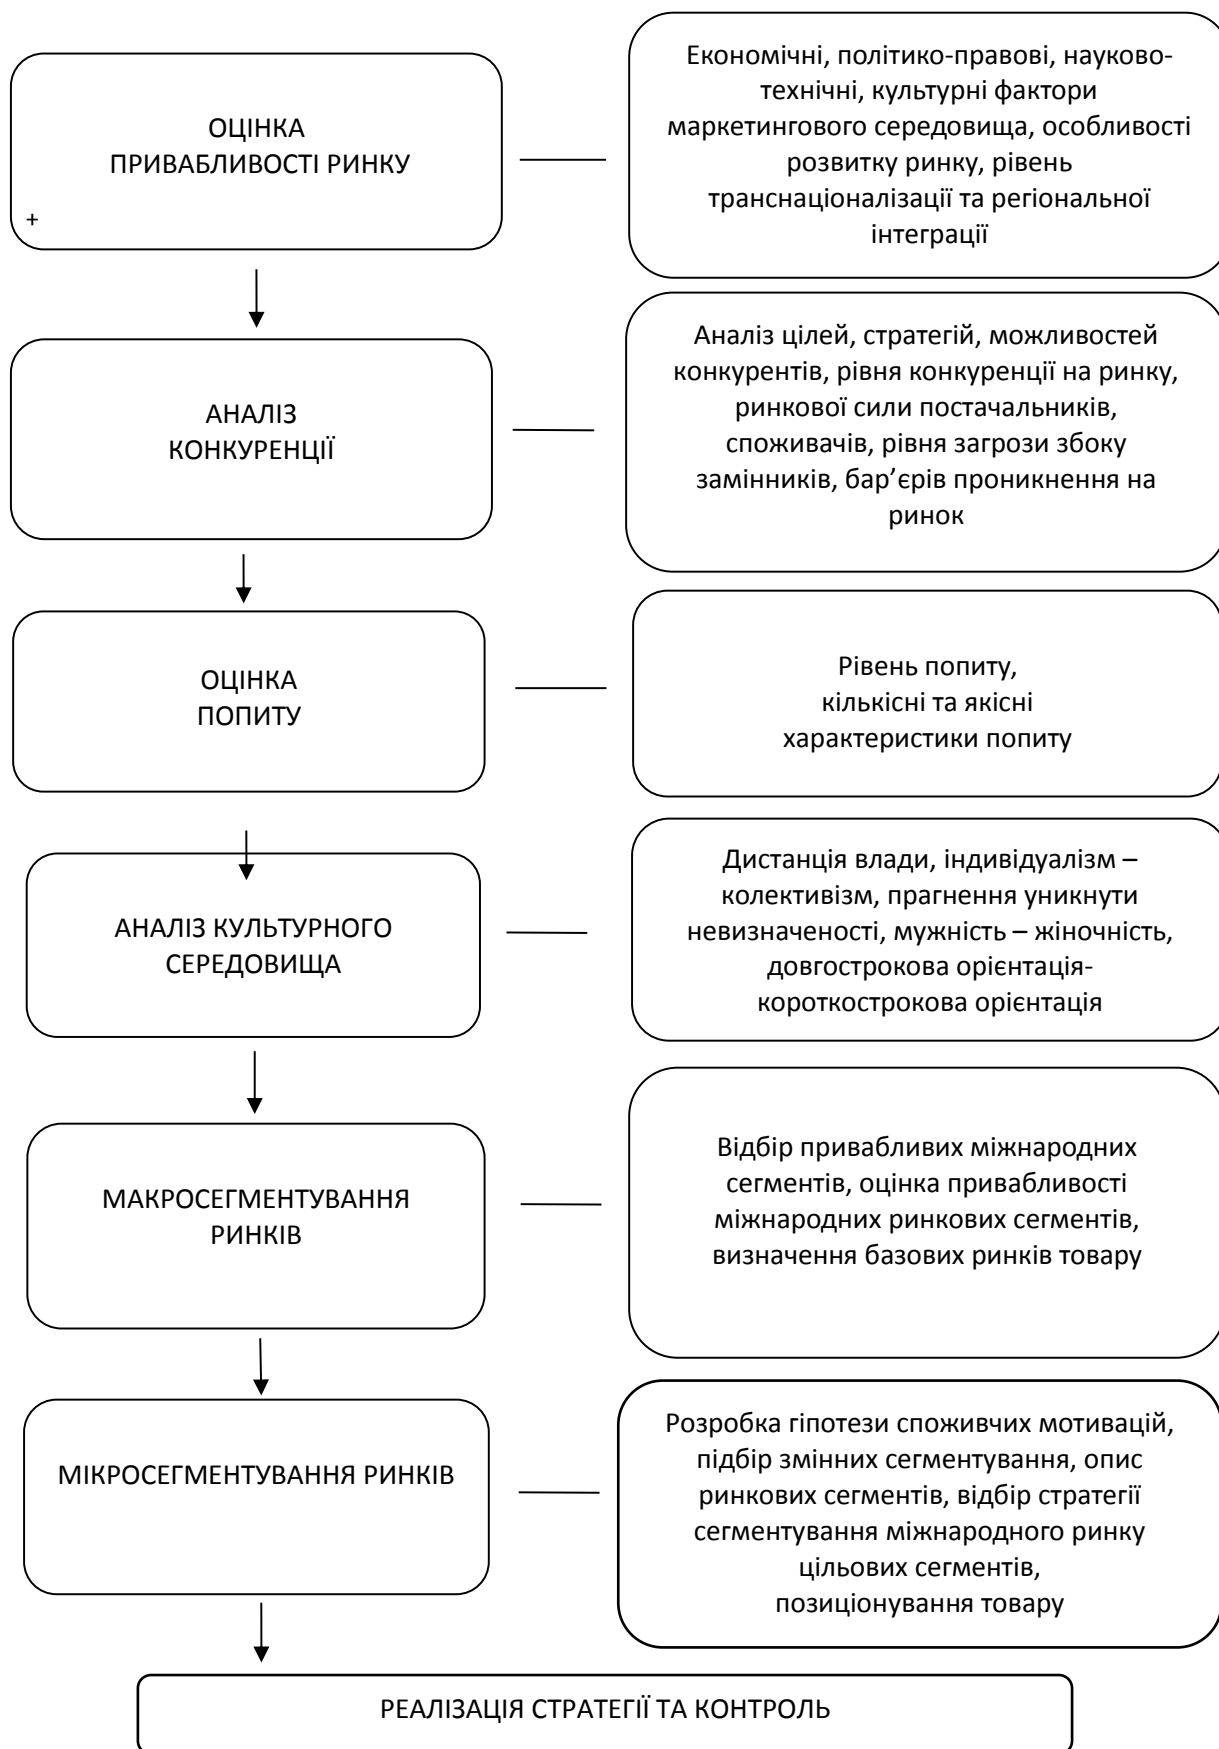 ОЦІНКА
ПРИВАБЛИВОСТІ РИНКУ
+
Економічні, політико-правові, науково-
технічні, культурні фактори
маркетингового середовища, особливості
розвитку ринку, рівень
транснаціоналізації та регіональної
інтеграції
АНАЛІЗ
КОНКУРЕНЦІЇ
Аналіз цілей, стратегій, можливостей
конкурентів, рівня конкуренції на ринку,
ринкової сили постачальників,
споживачів, рівня загрози збоку
замінників, бар’єрів проникнення на
ринок
ОЦІНКА
ПОПИТУ
Рівень попиту,
кількісні та якісні
характеристики попиту
АНАЛІЗ КУЛЬТУРНОГО
СЕРЕДОВИЩА
Дистанція влади, індивідуалізм –
колективізм, прагнення уникнути
невизначеності, мужність – жіночність,
довгострокова орієнтація-
короткострокова орієнтація
МАКРОСЕГМЕНТУВАННЯ
РИНКІВ
Відбір привабливих міжнародних
сегментів, оцінка привабливості
міжнародних ринкових сегментів,
визначення базових ринків товару
МІКРОСЕГМЕНТУВАННЯ РИНКІВ
Розробка гіпотези споживчих мотивацій,
підбір змінних сегментування, опис
ринкових сегментів, відбір стратегії
сегментування міжнародного ринку
цільових сегментів,
позиціонування товару
РЕАЛІЗАЦІЯ СТРАТЕГІЇ ТА КОНТРОЛЬ